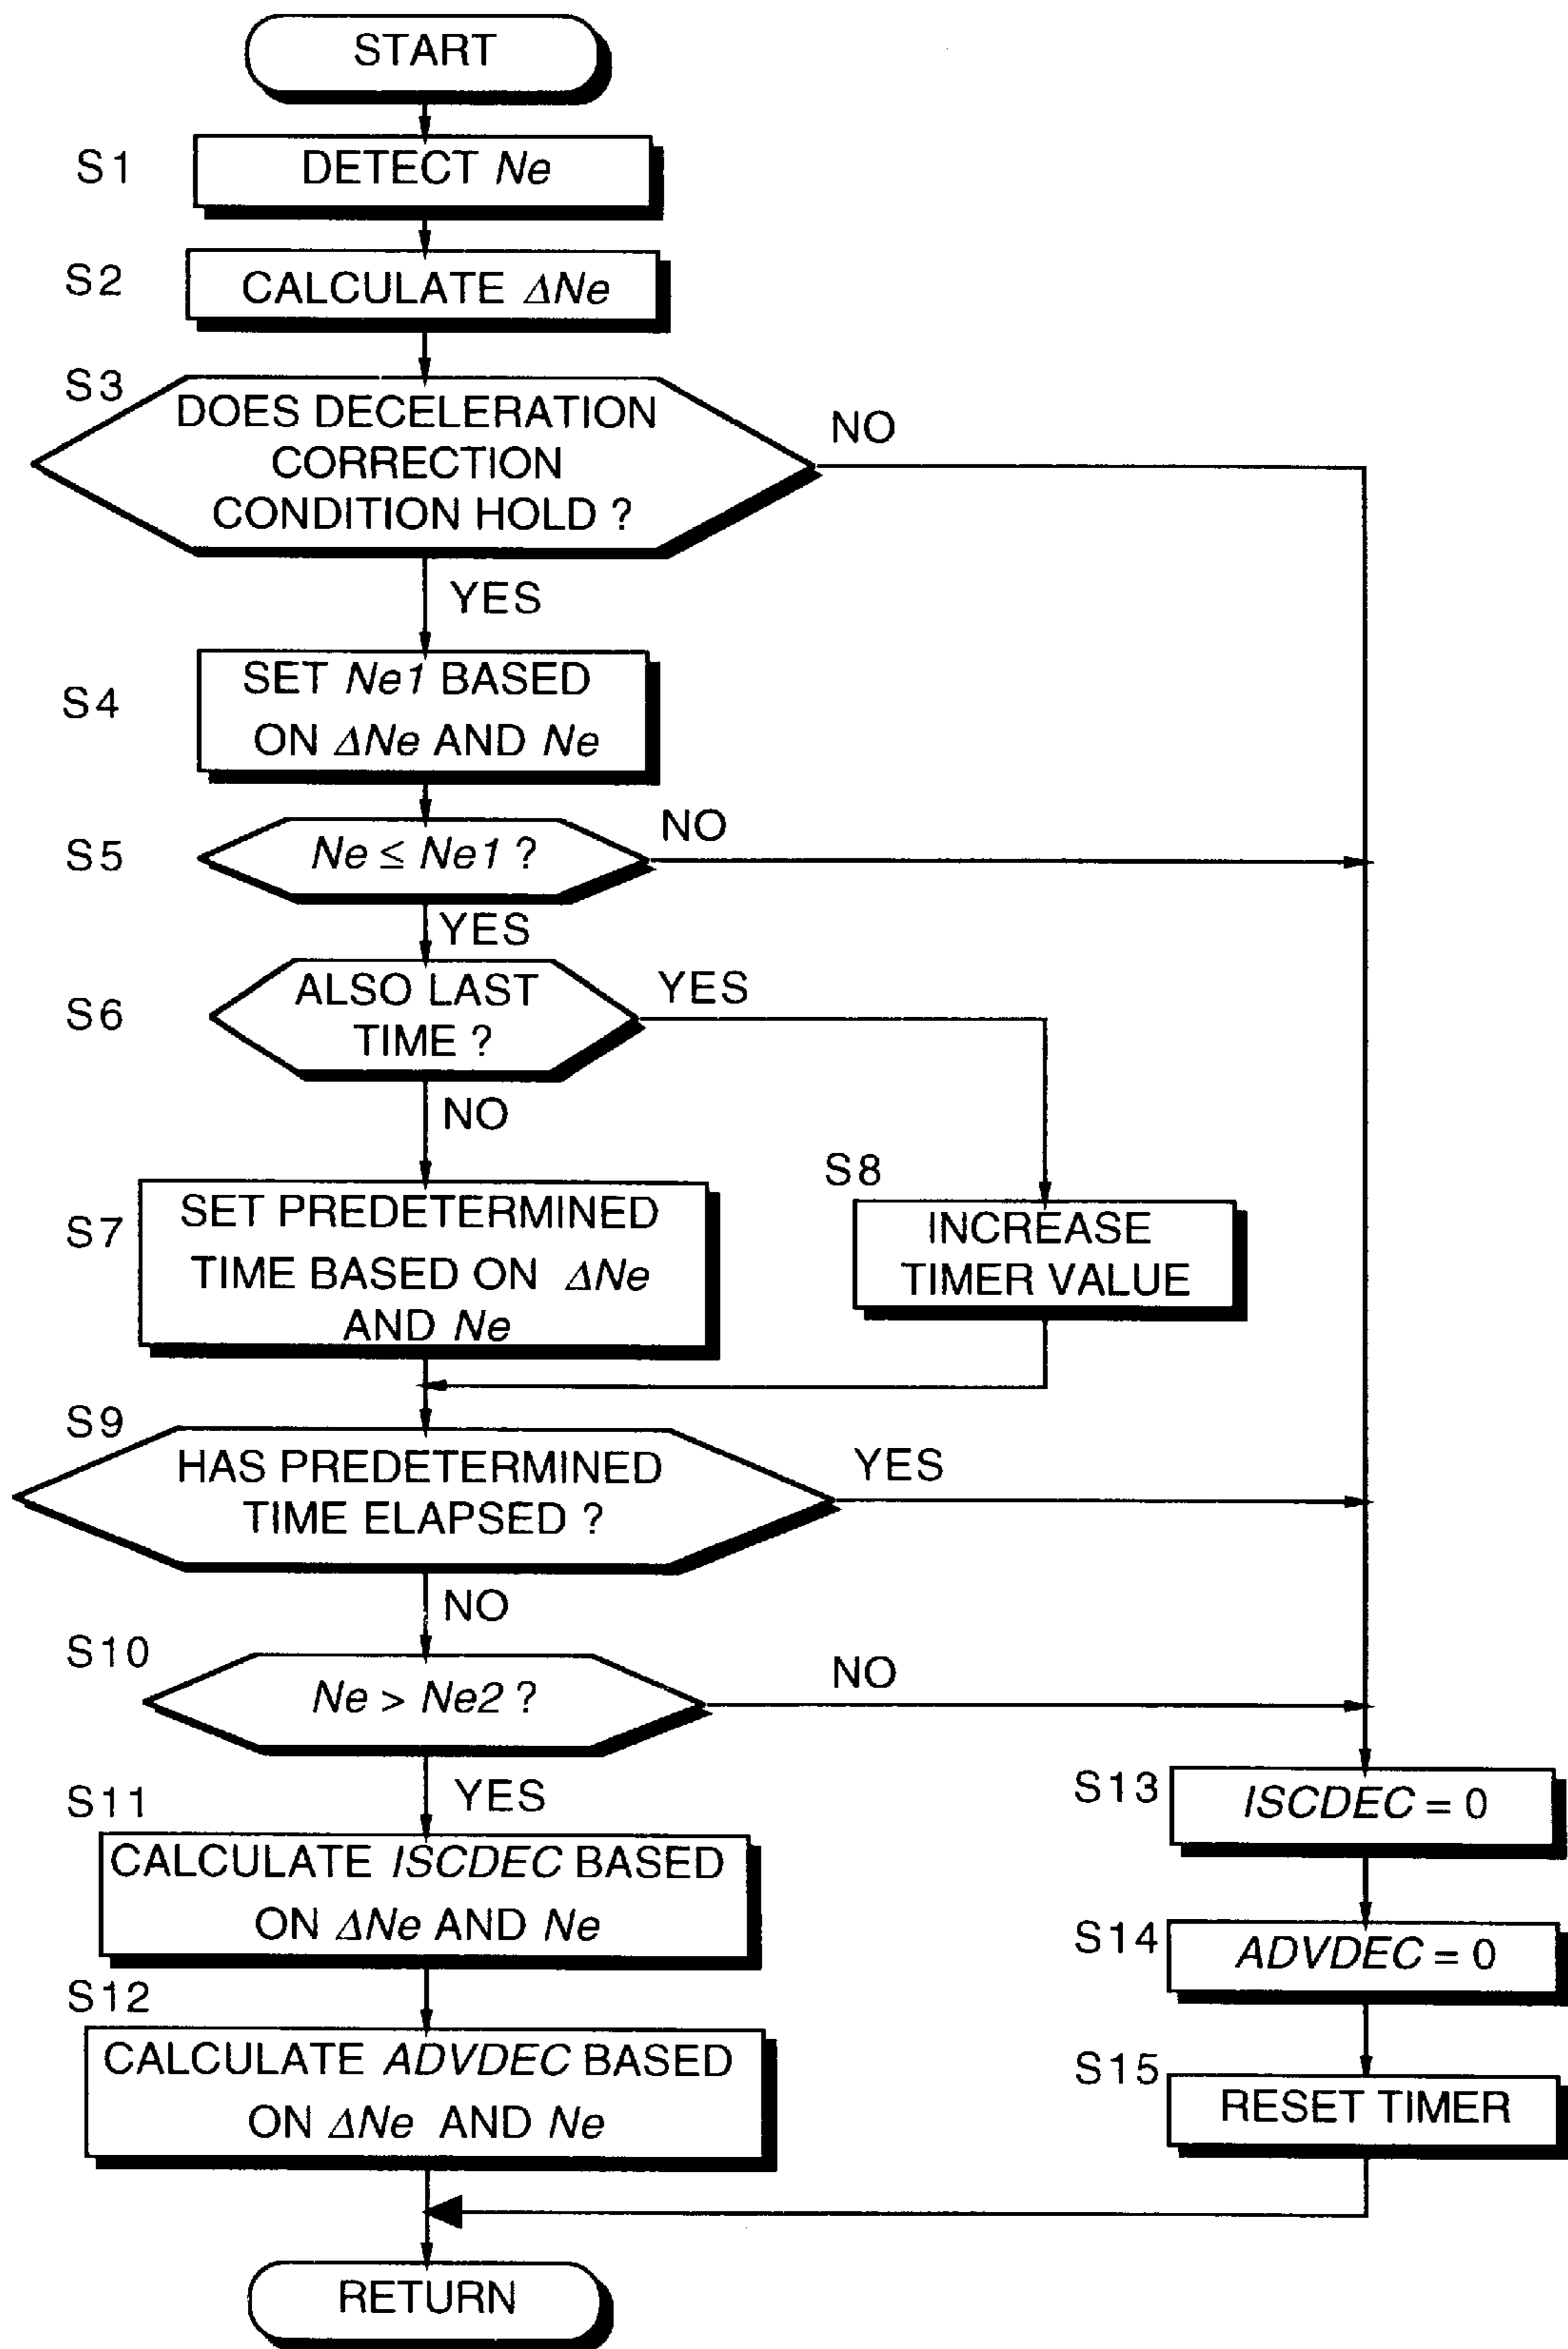 START
S1
DETECT Ne
S2
CALCULATE ΔNe
S3
DOES DECELERATION
CORRECTION
CONDITION HOLD ?
NO
YES
S4
SET Ne1 BASED
ON ΔNe AND Ne
S5
Ne ≤ Ne1 ?
NO
YES
S6
ALSO LAST
TIME ?
YES
NO
S7
SET PREDETERMINED
TIME BASED ON ΔNe
AND Ne
S8
INCREASE
TIMER VALUE
S9
HAS PREDETERMINED
TIME ELAPSED ?
YES
NO
S10
Ne > Ne2 ?
NO
YES
S11
CALCULATE ISCDEC BASED
ON ΔNe AND Ne
S12
CALCULATE ADVDEC BASED
ON ΔNe AND Ne
S13
ISCDEC = 0
S14
ADVDEC = 0
S15
RESET TIMER
RETURN